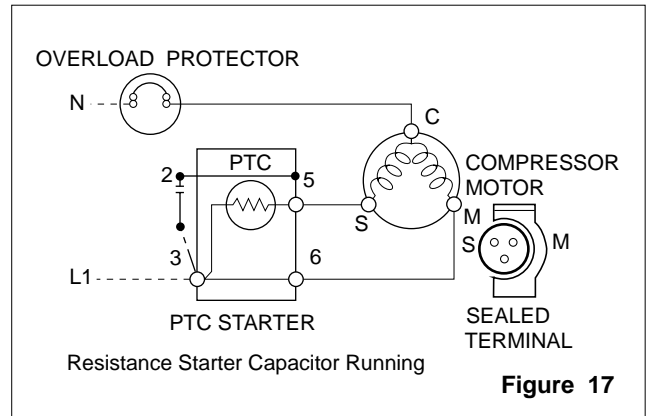 OVERLOAD PROTECTOR
N
C
PTC
2
5
COMPRESSOR
MOTOR
S
M
S
M
3
6
L1
PTC STARTER
SEALED
TERMINAL
Resistance Starter Capacitor Running
Figure 17